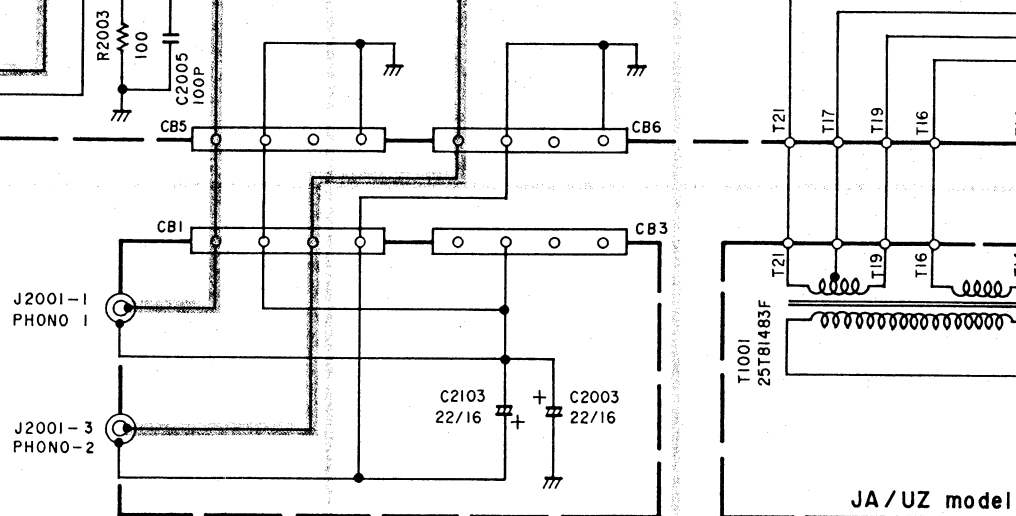 R2003
100
C2005
100P
CB5
CB6
T21
T17
T19
T16
CB1
CB3
T21
T19
T16
J2001-1
PHONO 1
T1001
25T81483F
C2103
22/16
+
+
C2003
22/16
J2001-3
PHONO-2
JA/UZ model